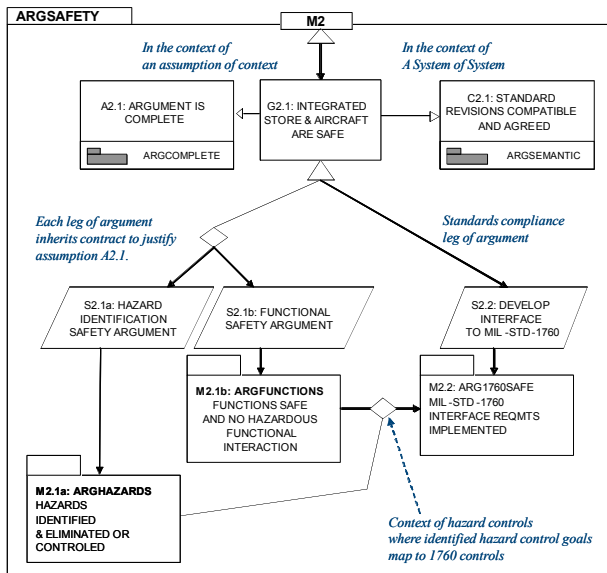 ARGSAFETY
M2
In the context of
an assumption of context
In the context of
A System of System
A2.1: ARGUMENT IS
COMPLETE
ARGCOMPLETE
G2.1: INTEGRATED
STORE & AIRCRAFT
ARE SAFE
C2.1: STANDARD
REVISIONS COMPATIBLE
AND AGREED
ARGSEMANTIC
Each leg of argument
inherits contract to justify
assumption A2.1.
Standards compliance
leg of argument
S2.1a: HAZARD
IDENTIFICATION
SAFETY ARGUMENT
S2.1b: FUNCTIONAL
SAFETY ARGUMENT
S2.2: DEVELOP
INTERFACE
TO MIL -STD-1760
M2.1b: ARGFUNCTIONS
FUNCTIONS SAFE
AND NO HAZARDOUS
FUNCTIONAL
INTERACTION
M2.2: ARG1760SAFE
MIL -STD -1760
INTERFACE REQMTS
IMPLEMENTED
M2.1a: ARGHAZARDS
HAZARDS
IDENTIFIED
& ELIMINATED OR
CONTROLED
Context of hazard controls
where identified hazard control goals
map to 1760 controls